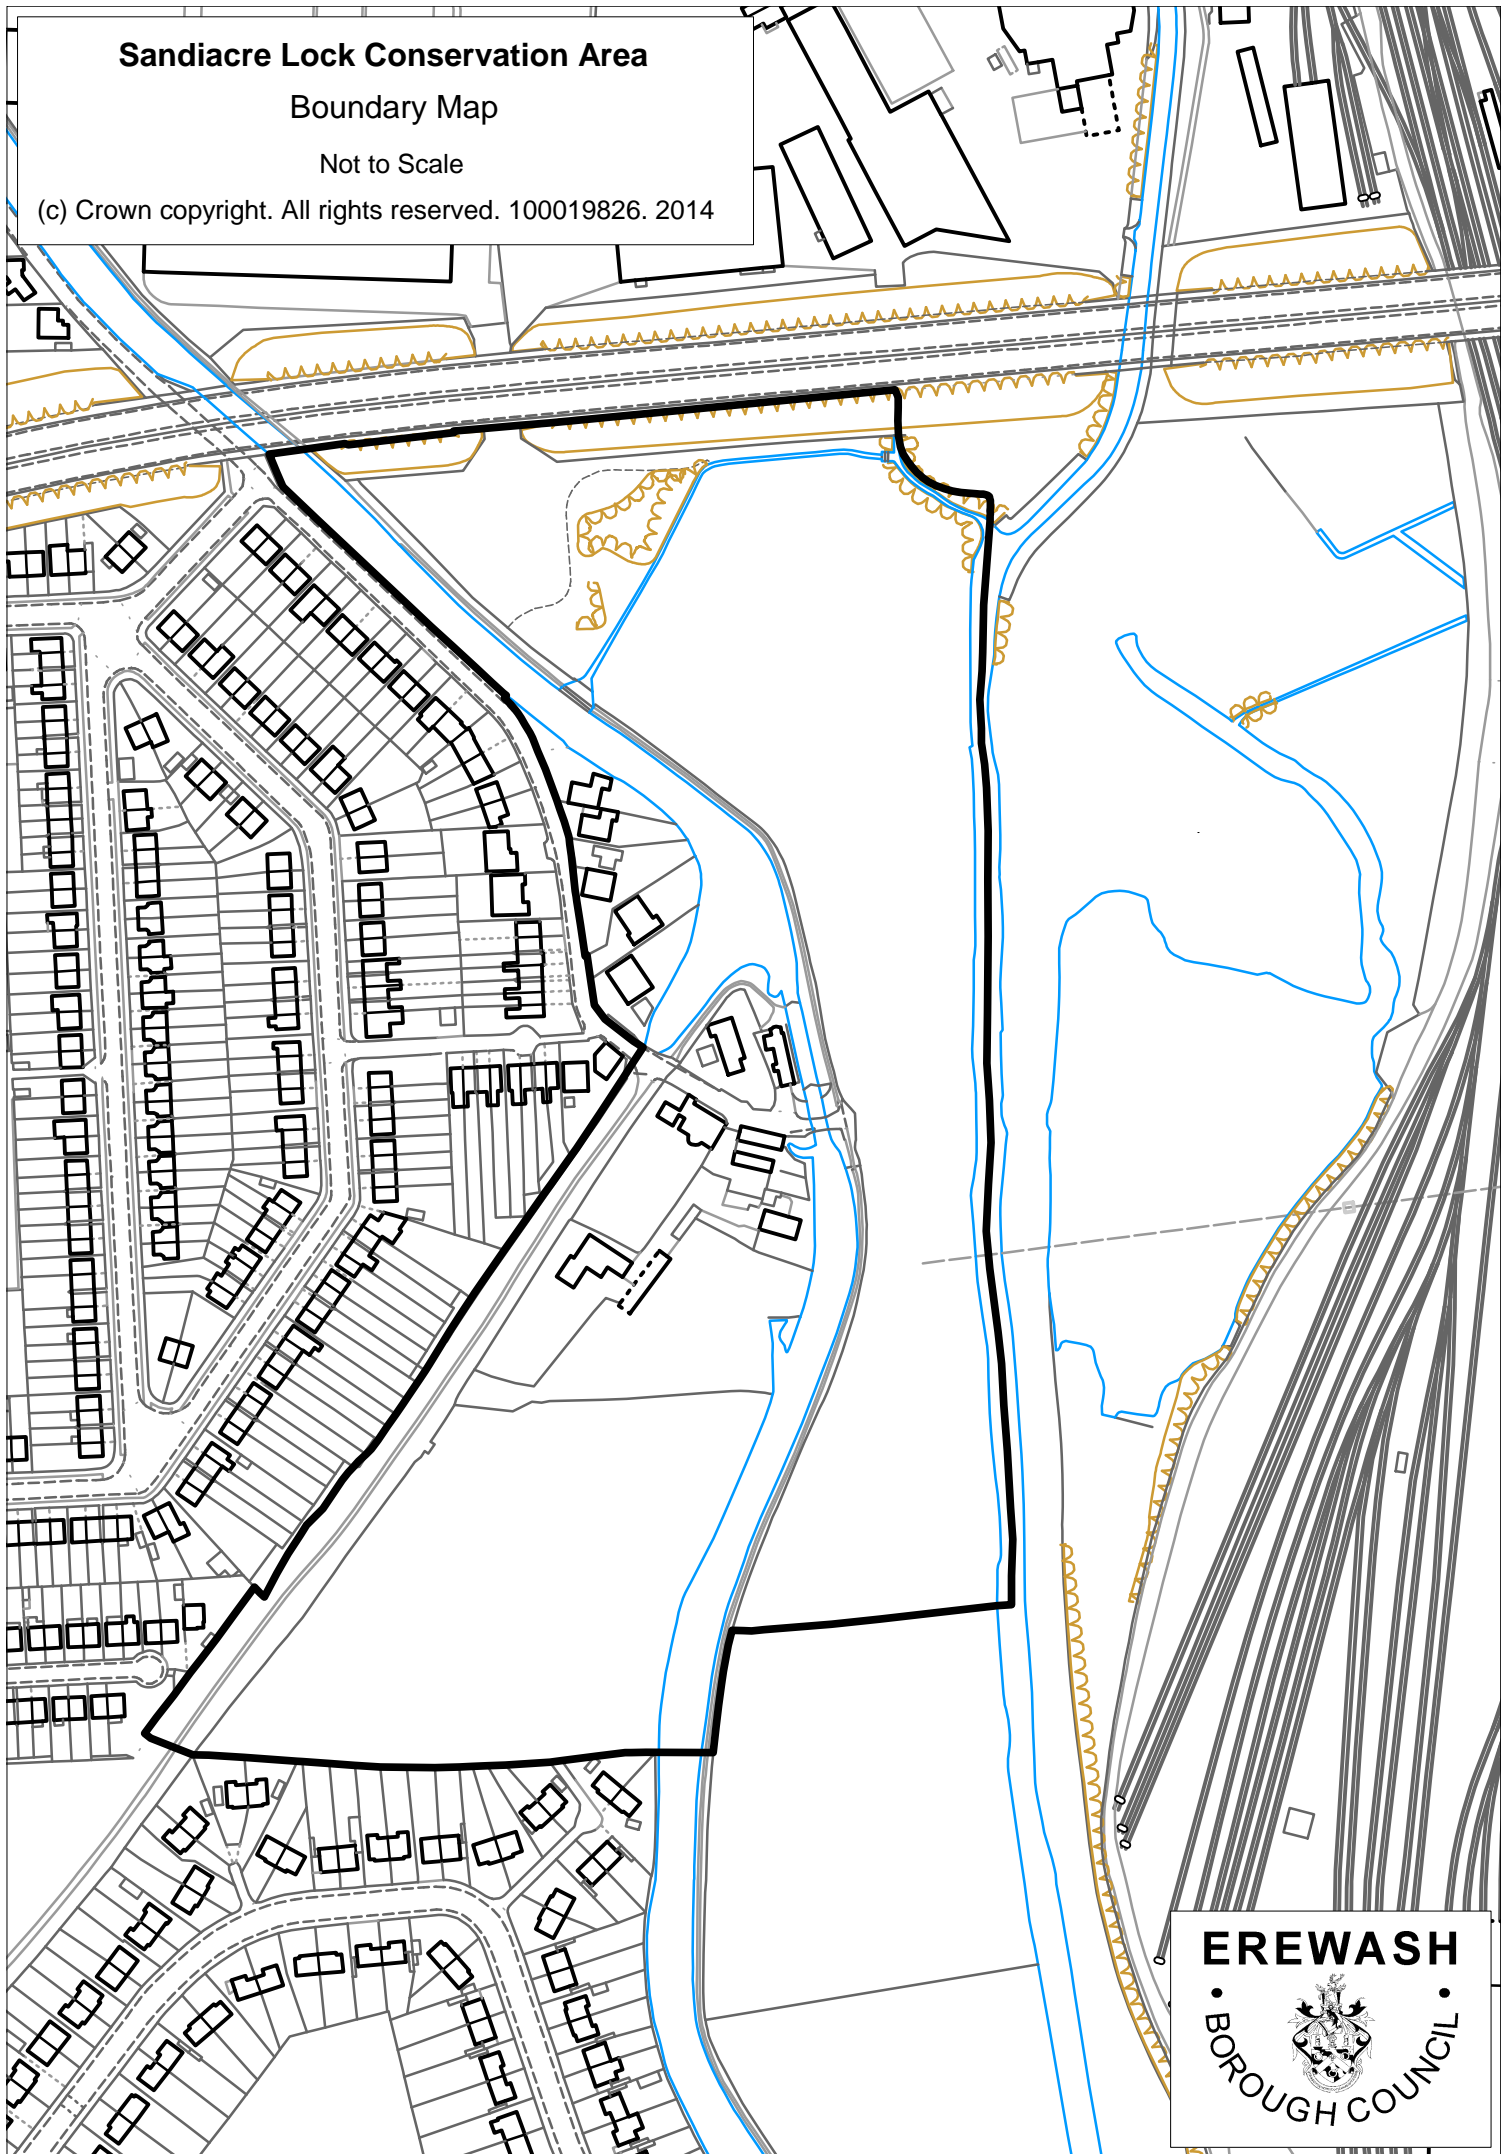 Sandiacre Lock Conservation Area
Boundary Map
Not to Scale
(c) Crown copyright. All rights reserved. 100019826. 2014
EREWASH
• BOROUGH COUNCIL •